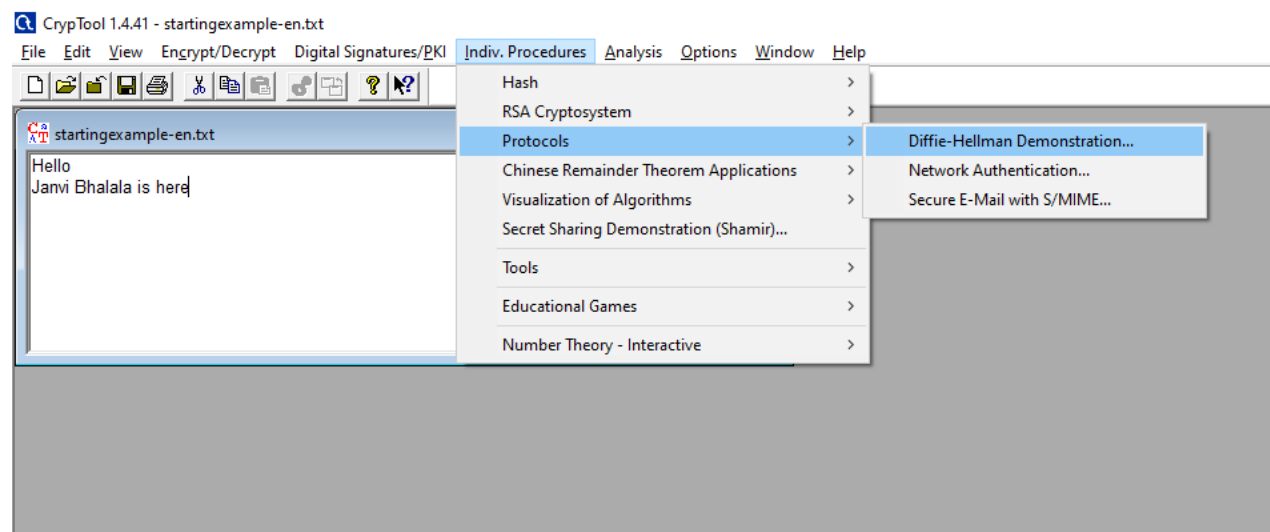 CrypTool 1.4.41 - startingexample-en.txt
File Edit View Encrypt/Decrypt Digital Signatures/PKI Indiv. Procedures Analysis Options Window Help
startingexample-en.txt
Hello
Janvi Bhalala is here
Hash
RSA Cryptosystem
Protocols
Chinese Remainder Theorem Applications
Visualization of Algorithms
Secret Sharing Demonstration (Shamir)...
Tools
Educational Games
Number Theory - Interactive
Diffie-Hellman Demonstration...
Network Authentication...
Secure E-Mail with S/MIME...